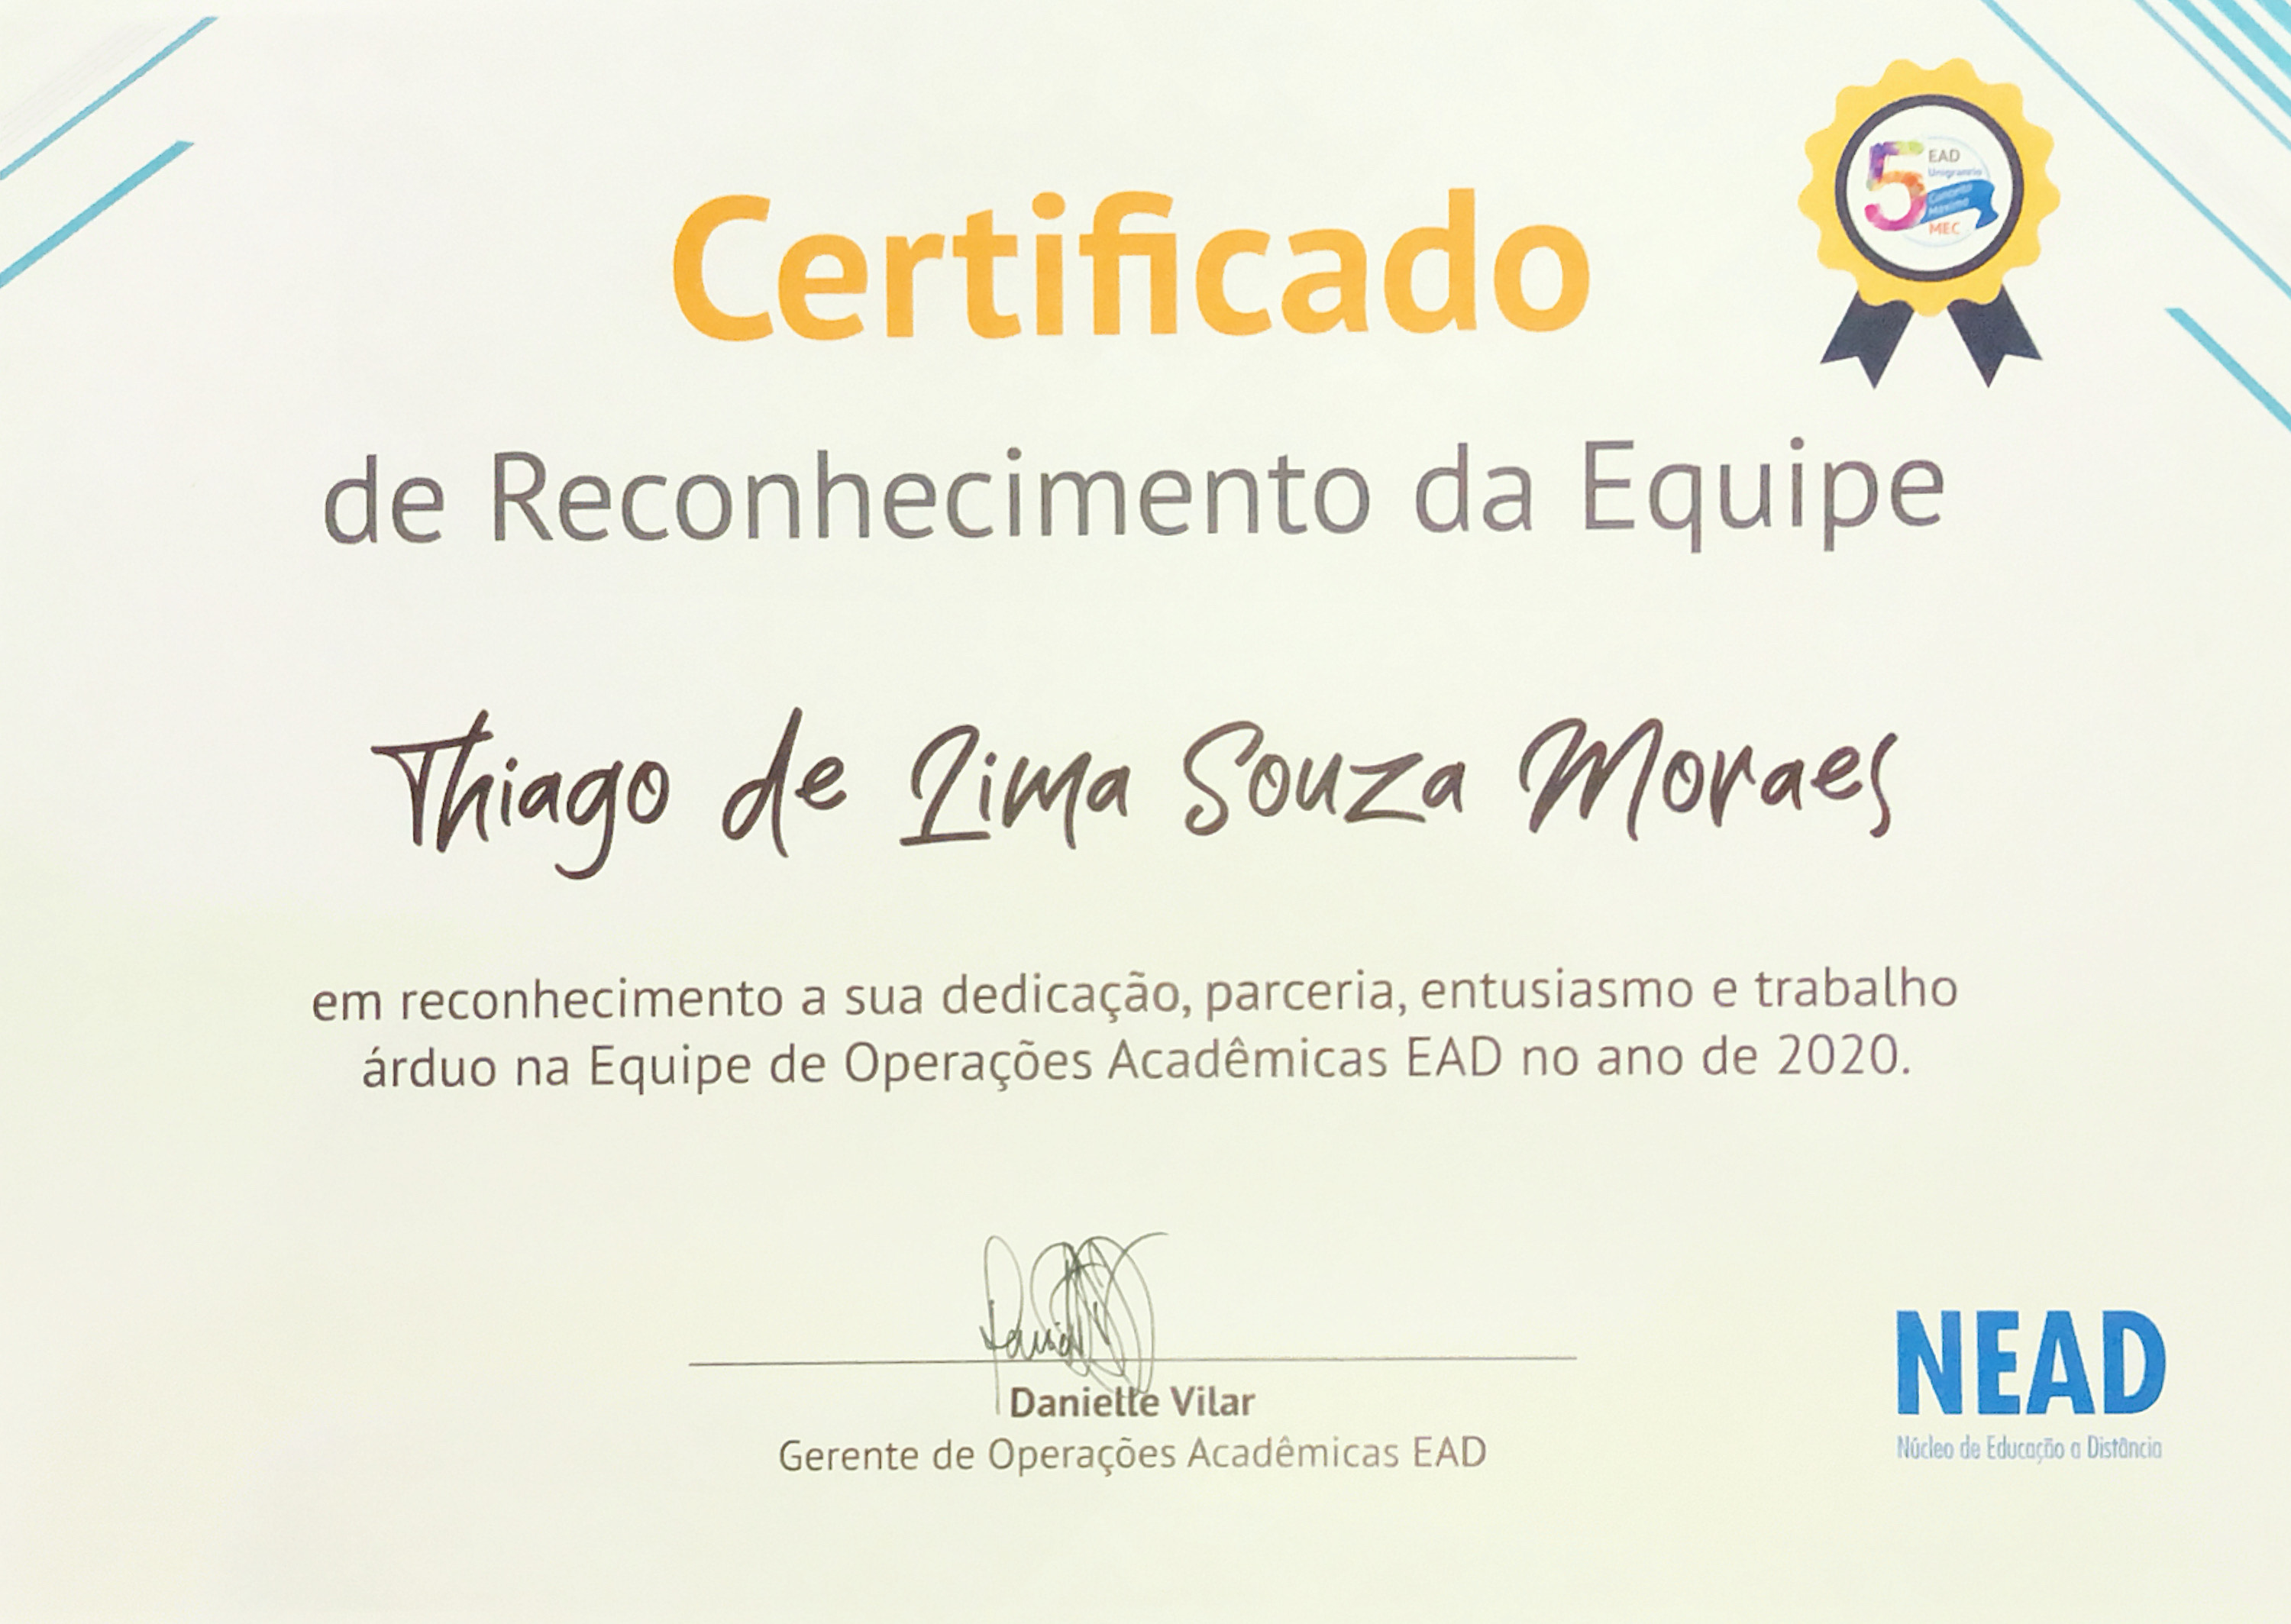 5
EAD
Unigranrio
Conceito
Máximo
MEC
Certificado
de Reconhecimento da Equipe
Thiago de Lima Souza Moraes
em reconhecimento a sua dedicação, parceria, entusiasmo e trabalho
árduo na Equipe de Operações Acadêmicas EAD no ano de 2020.
Danielle Vilar
Gerente de Operações Acadêmicas EAD
NEAD
Núcleo de Educação a Distância